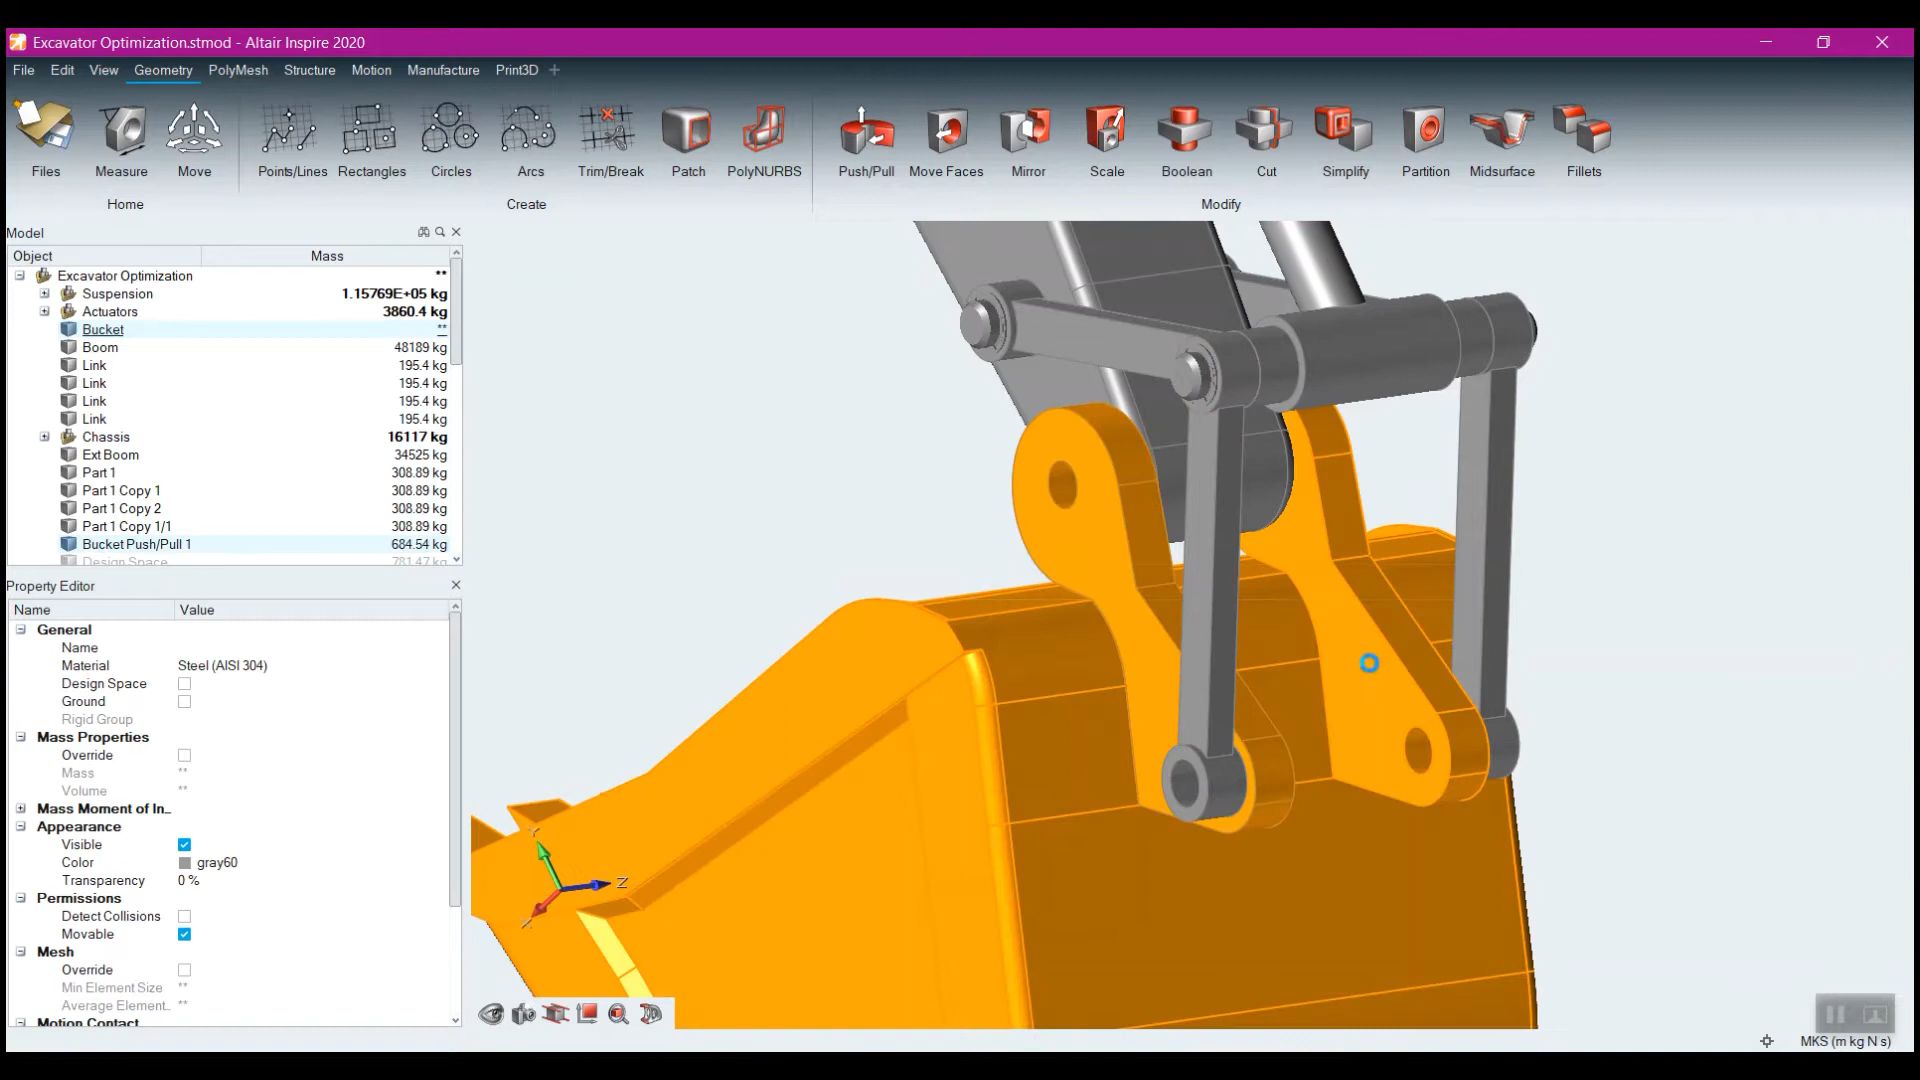 Excavator Optimization.stmod - Altair Inspire 2020
File Edit View Geometry PolyMesh Structure Motion Manufacture Print3D
Files Measure Move Points/Lines Rectangles Circles Arcs Trim/Break Patch PolyNURBS Push/Pull Move Faces Mirror Scale Boolean Cut Simplify Partition Midsurface Fillets
Home Create Modify
Model
Object Mass
Excavator Optimization **
Suspension 1.15769E+05 kg
Actuators 3860.4 kg
Bucket **
Boom 48189 kg
Link 195.4 kg
Link 195.4 kg
Link 195.4 kg
Link 195.4 kg
Chassis 16117 kg
Ext Boom 34525 kg
Part 1 308.89 kg
Part 1 Copy 1 308.89 kg
Part 1 Copy 2 308.89 kg
Part 1 Copy 1/1 308.89 kg
Bucket Push/Pull 1 684.54 kg
Design Space 781.47 kg
Property Editor
Name Value
General
Name
Material Steel (AISI 304)
Design Space
Ground
Rigid Group
Mass Properties
Override
Mass **
Volume **
Mass Moment of In...
Appearance
Visible
Color gray60
Transparency 0 %
Permissions
Detect Collisions
Movable
Mesh
Override
Min Element Size **
Average Element... **
Motion Contact
Y
Z
X
MKS (m kg N s)